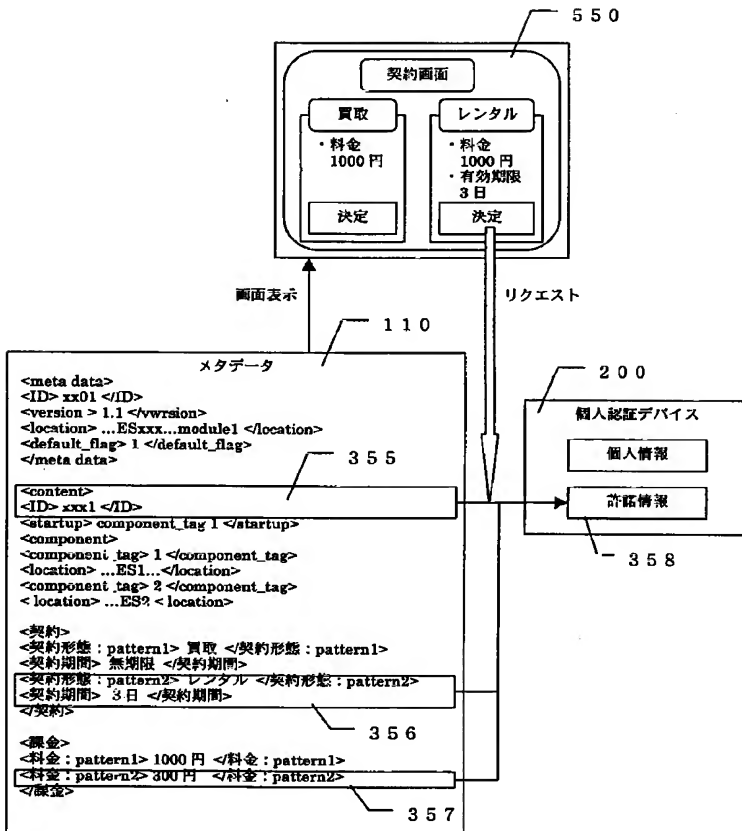 550
契約画面
買取
・料金
1000円
決定
レンタル
・料金
1000円
・有効期限
3日
決定
画面表示
リクエスト
110
メタデータ
<meta data>
<ID> xx01 </ID>
<version > 1.1 </vwrsion>
<location> ...ESxxx...module1 </location>
<default_flag> 1 </default_flag>
</meta data>
355
<content>
<ID> xxx1 </ID>
<startup> component_tag 1 </startup>
<component>
<component_tag> 1 </component_tag>
<location> ...ES1...</location>
<component_tag> 2 </component_tag>
< location> ...ES2 < location>
<契約>
<契約形態：pattern1> 買取 </契約形態：pattern1>
<契約期間> 無期限 </契約期間>
<契約形態：pattern2> レンタル </契約形態：pattern2>
<契約期間> 3日 </契約期間>
</契約>
356
<課金>
<料金：pattern1> 1000円 </料金：pattern1>
<料金：pattern2> 300円 </料金：pattern2>
</課金>
357
200
個人認証デバイス
個人情報
許諾情報
358